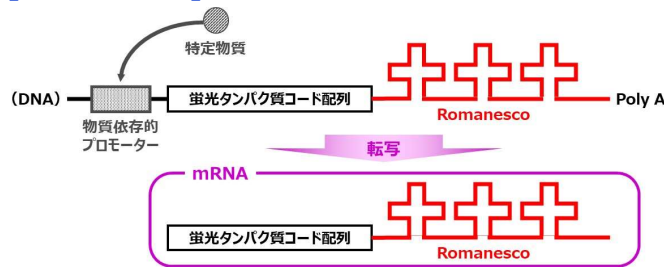 特定物質
(DNA)
蛍光タンパク質コード配列
Romanesco
Poly A
物質依存的
プロモーター
転写
mRNA
蛍光タンパク質コード配列
Romanesco